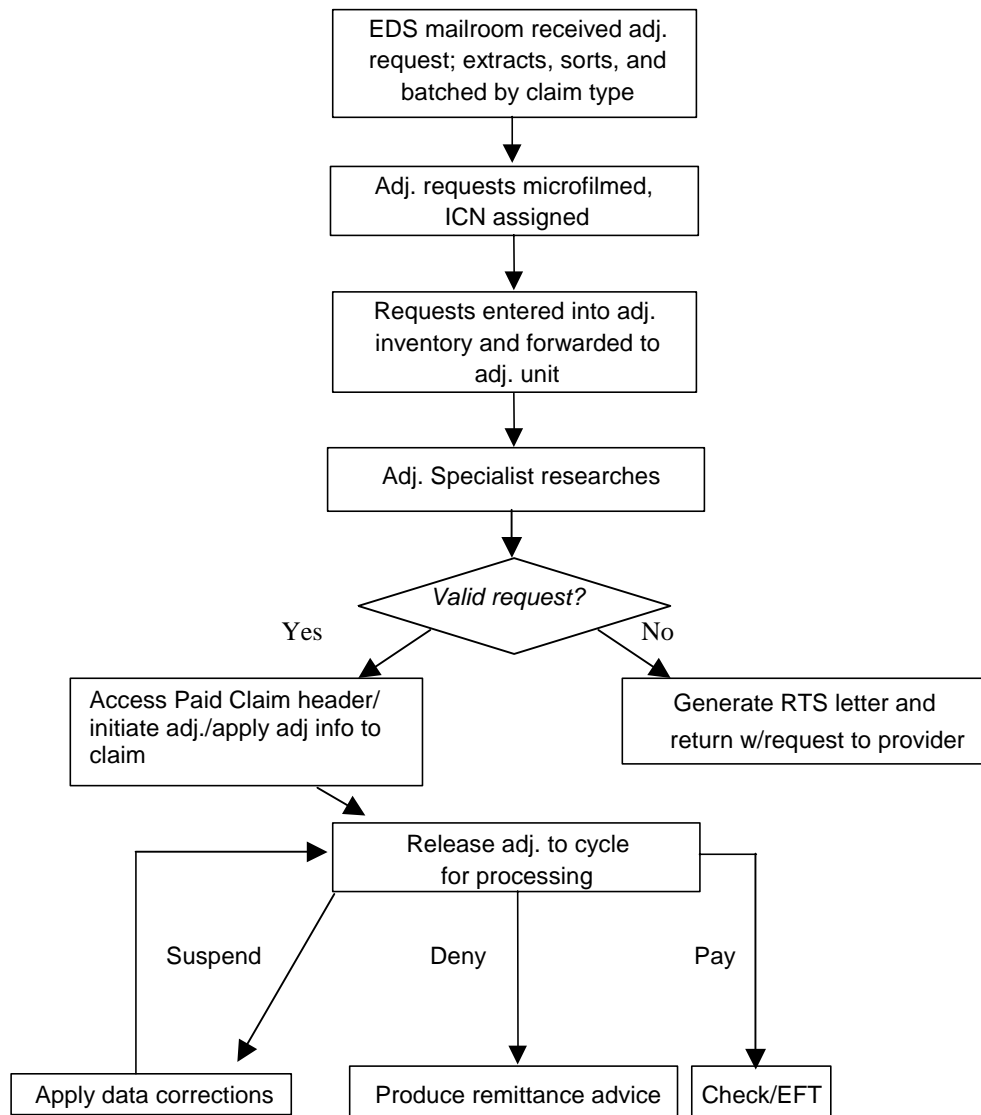 EDS mailroom received adj.
request; extracts, sorts, and
batched by claim type
Adj. requests microfilmed,
ICN assigned
Requests entered into adj.
inventory and forwarded to
adj. unit
Adj. Specialist researches
Valid request?
Yes
No
Access Paid Claim header/
initiate adj./apply adj info to
claim
Generate RTS letter and
return w/request to provider
Release adj. to cycle
for processing
Suspend
Deny
Pay
Apply data corrections
Produce remittance advice
Check/EFT